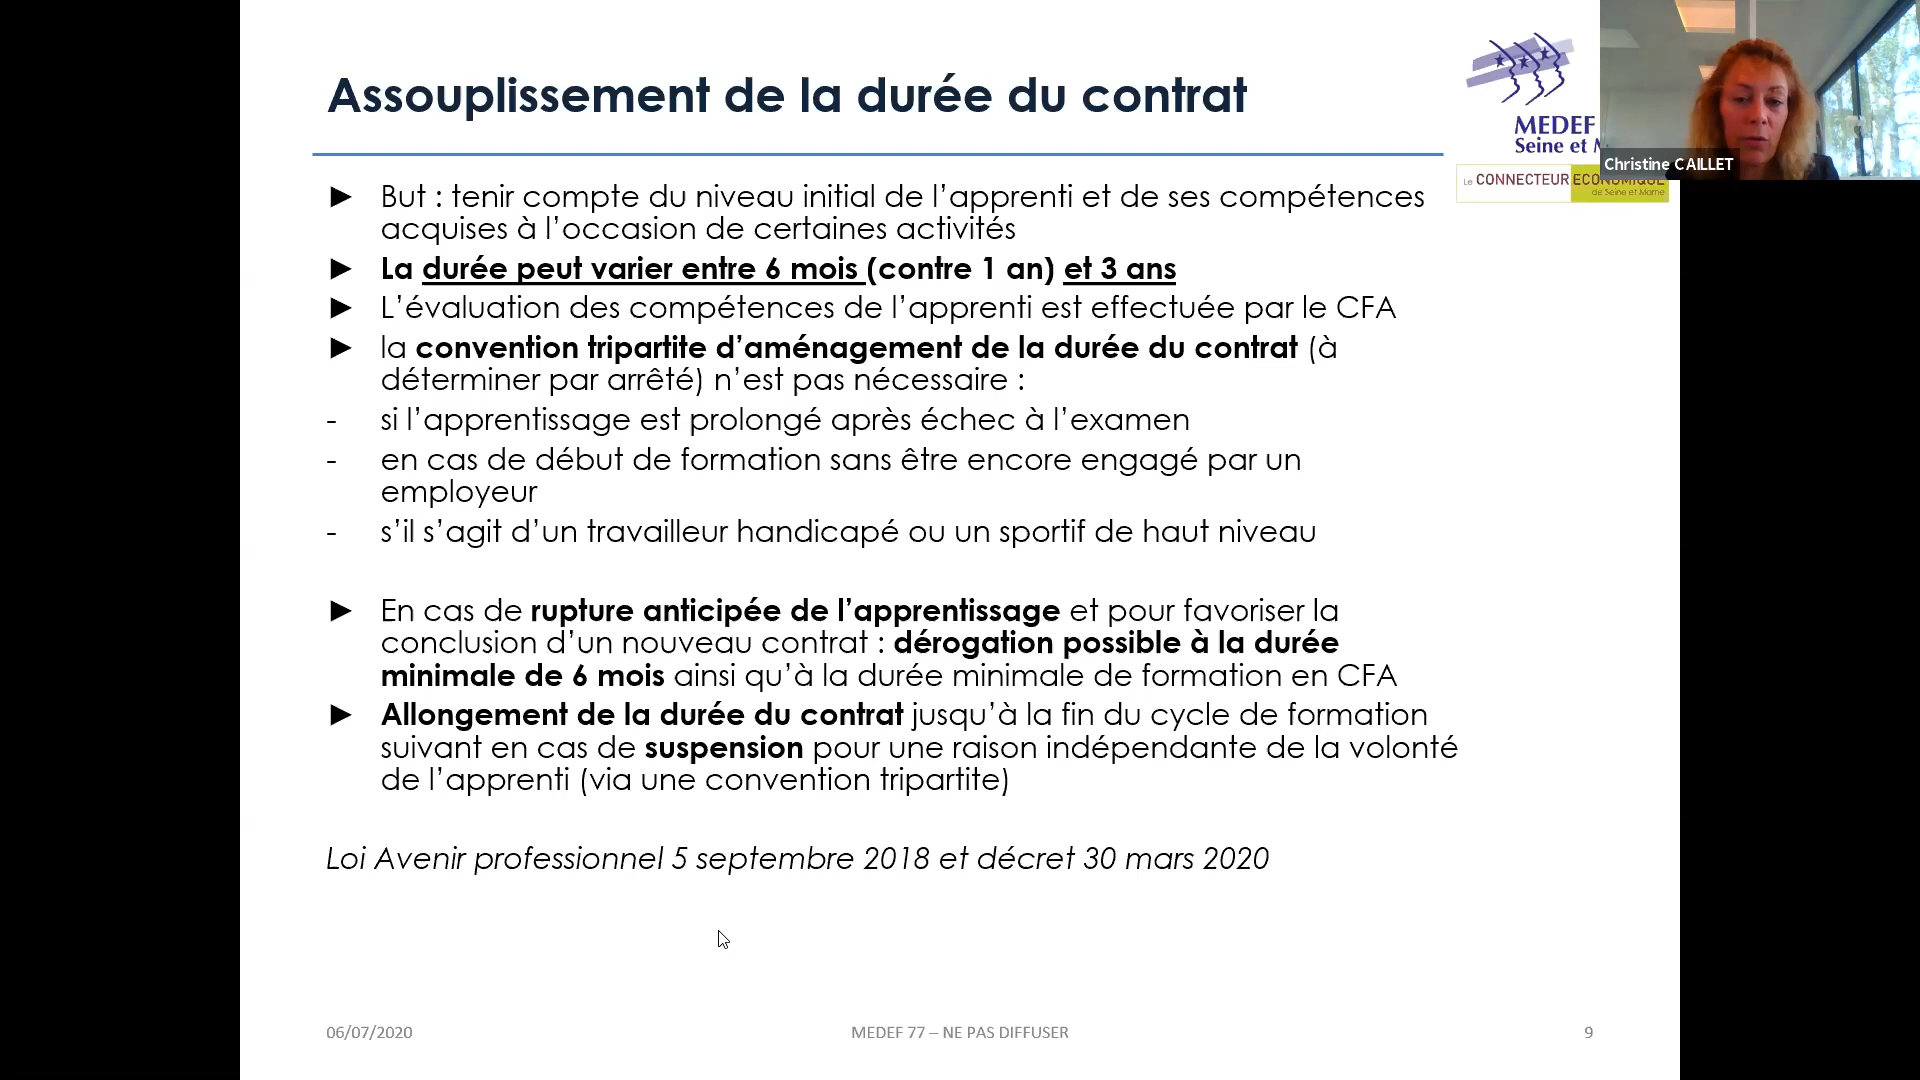 Assouplissement de la durée du contrat
MEDEF
Seine et
Christine CAILLET
Le CONNECTEUR ECONOMIQUE
de Seine et Marne
► But : tenir compte du niveau initial de l’apprenti et de ses compétences
acquises à l’occasion de certaines activités
► La durée peut varier entre 6 mois (contre 1 an) et 3 ans
► L’évaluation des compétences de l’apprenti est effectuée par le CFA
► la convention tripartite d’aménagement de la durée du contrat (à
déterminer par arrêté) n’est pas nécessaire :
- si l’apprentissage est prolongé après échec à l’examen
- en cas de début de formation sans être encore engagé par un
employeur
- s’il s’agit d’un travailleur handicapé ou un sportif de haut niveau
► En cas de rupture anticipée de l’apprentissage et pour favoriser la
conclusion d’un nouveau contrat : dérogation possible à la durée
minimale de 6 mois ainsi qu’à la durée minimale de formation en CFA
► Allongement de la durée du contrat jusqu’à la fin du cycle de formation
suivant en cas de suspension pour une raison indépendante de la volonté
de l’apprenti (via une convention tripartite)
Loi Avenir professionnel 5 septembre 2018 et décret 30 mars 2020
06/07/2020
MEDEF 77 – NE PAS DIFFUSER
9